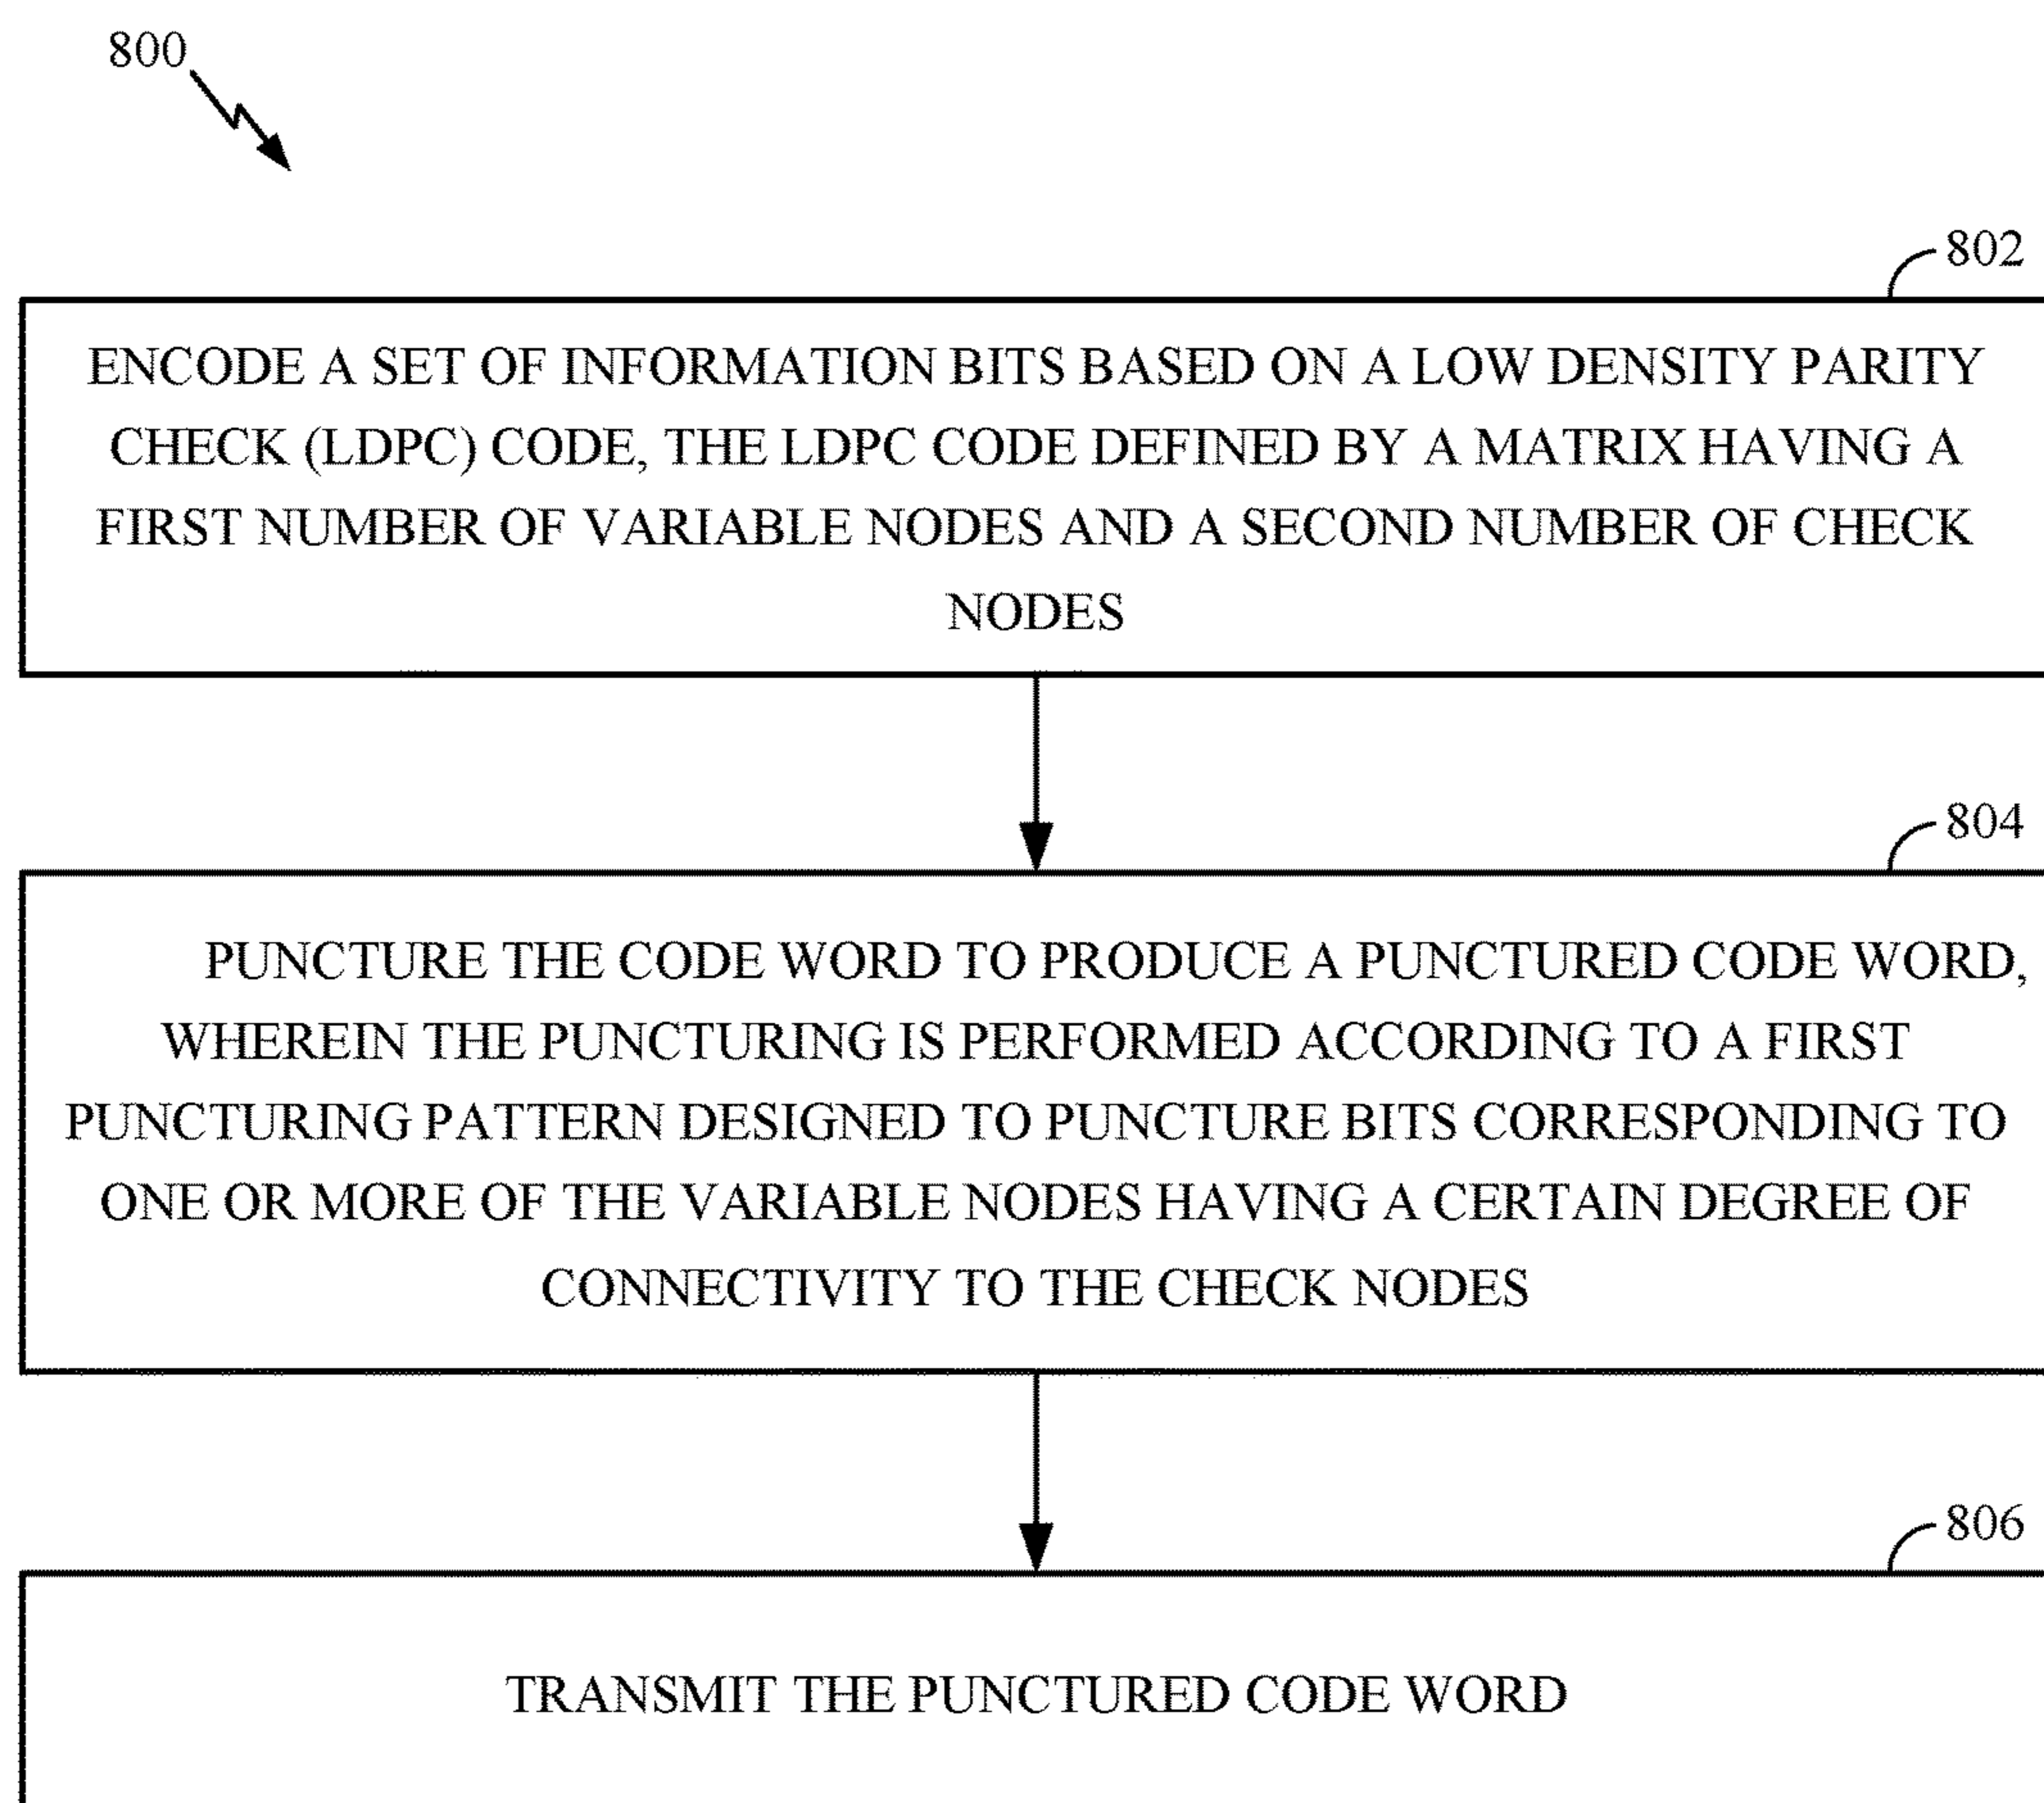 800
802
ENCODE A SET OF INFORMATION BITS BASED ON A LOW DENSITY PARITY
CHECK (LDPC) CODE, THE LDPC CODE DEFINED BY A MATRIX HAVING A
FIRST NUMBER OF VARIABLE NODES AND A SECOND NUMBER OF CHECK
NODES
804
PUNCTURE THE CODE WORD TO PRODUCE A PUNCTURED CODE WORD,
WHEREIN THE PUNCTURING IS PERFORMED ACCORDING TO A FIRST
PUNCTURING PATTERN DESIGNED TO PUNCTURE BITS CORRESPONDING TO
ONE OR MORE OF THE VARIABLE NODES HAVING A CERTAIN DEGREE OF
CONNECTIVITY TO THE CHECK NODES
806
TRANSMIT THE PUNCTURED CODE WORD